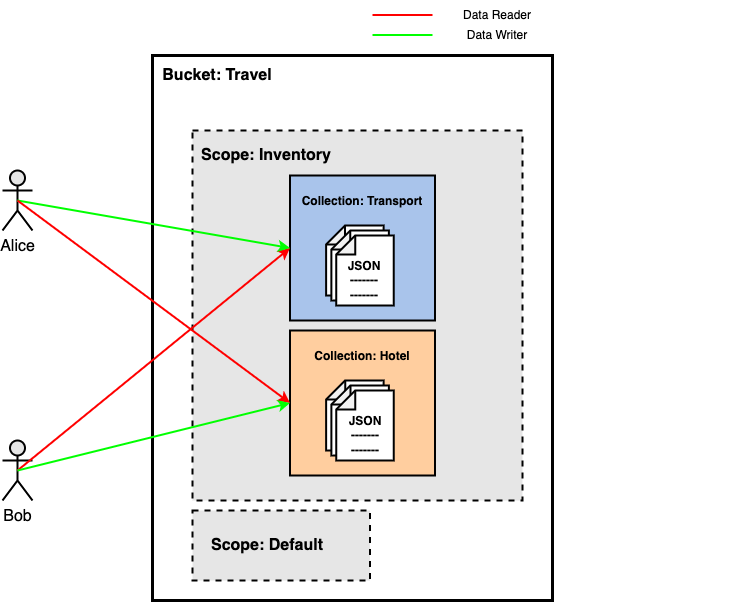 Data Reader
Data Writer
Bucket: Travel
Scope: Inventory
Collection: Transport
JSON
-------
-------
Alice
Collection: Hotel
JSON
-------
-------
Bob
Scope: Default